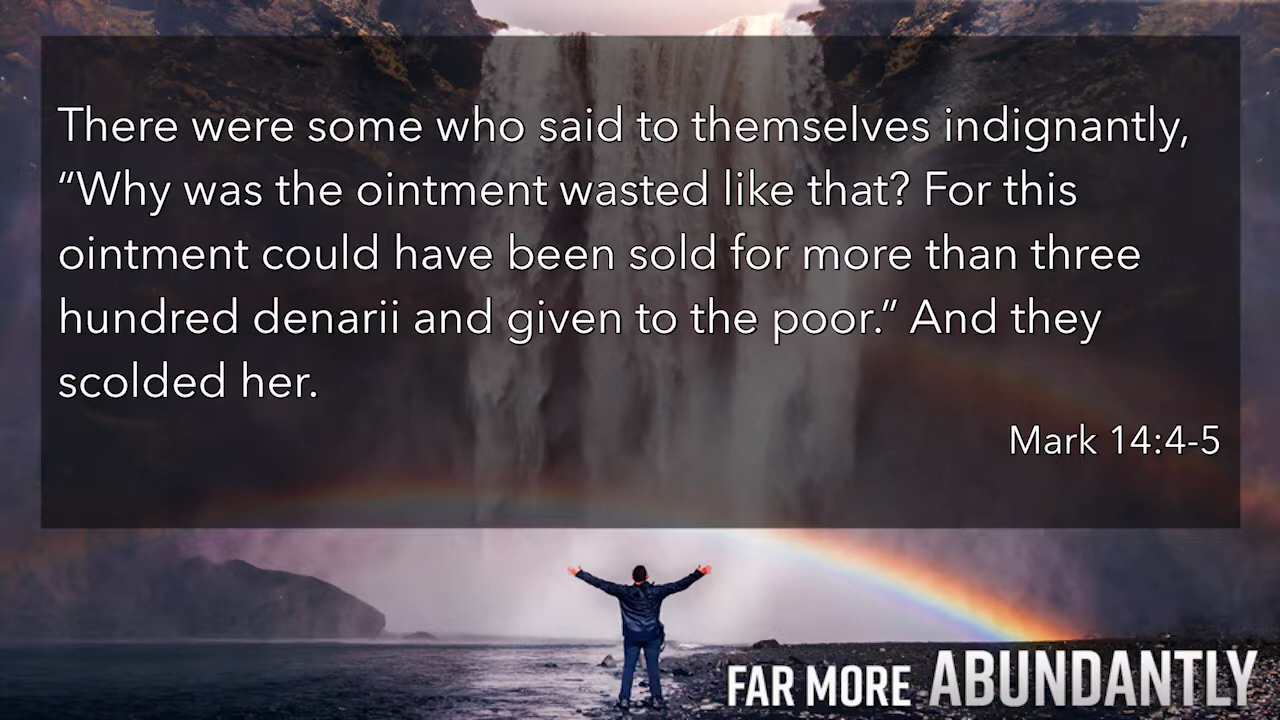 There were some who said to themselves indignantly,
“Why was the ointment wasted like that? For this
ointment could have been sold for more than three
hundred denarii and given to the poor.” And they
scolded her.
Mark 14:4-5
FAR MORE ABUNDANTLY